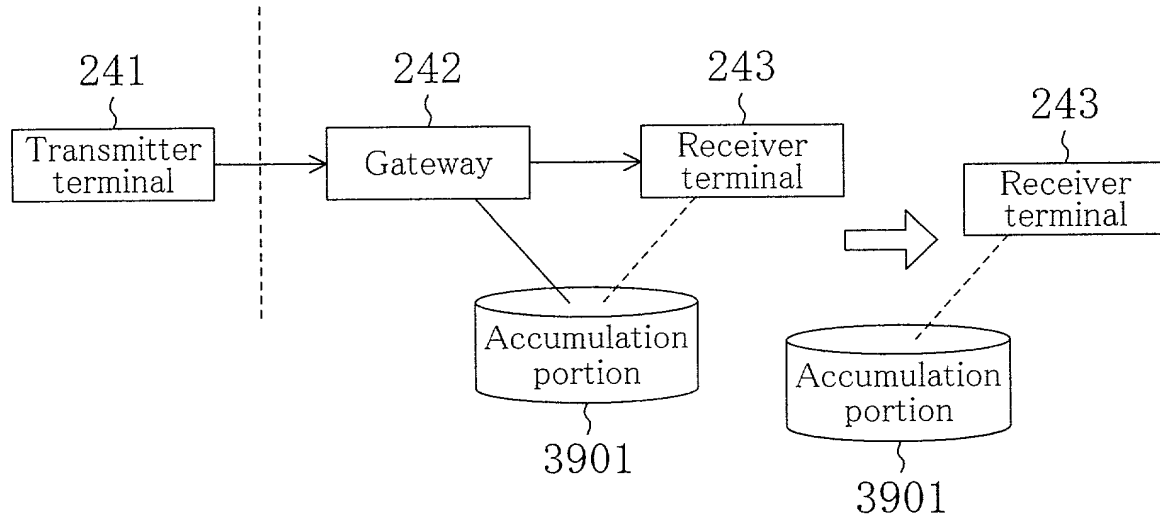 241
242
243
243
Transmitter
terminal
Gateway
Receiver
terminal
Receiver
terminal
Accumulation
portion
Accumulation
portion
3901
3901